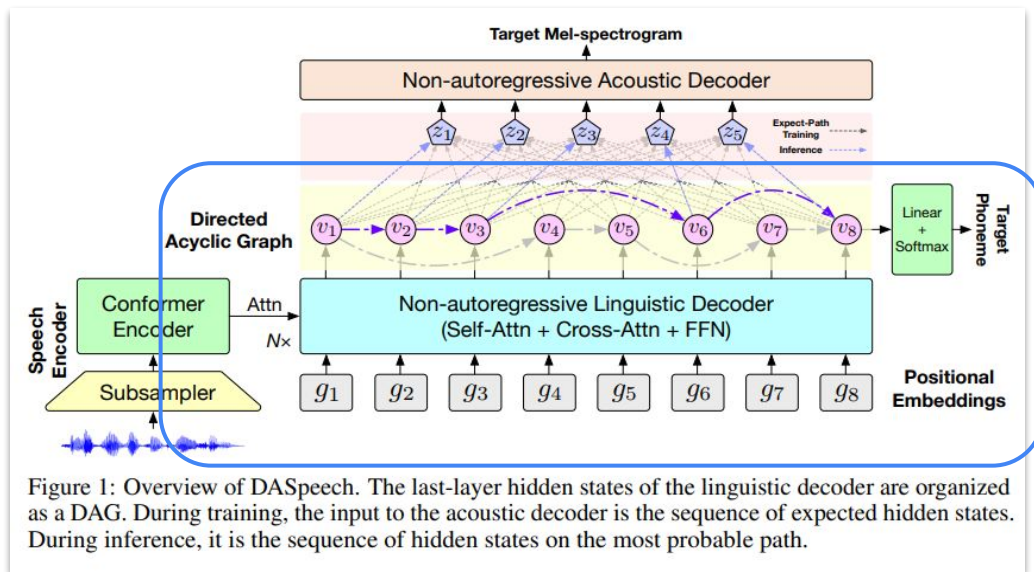 Target Mel-spectrogram
Non-autoregressive Acoustic Decoder
z1 z2 z3 z4 z5
Expect-Path
Training
Inference
Directed
Acyclic Graph
v1 v2 v3 v4 v5 v6 v7 v8
Linear
+
Softmax
Target
Phoneme
Speech
Encoder
Conformer
Encoder
Attn
N×
Non-autoregressive Linguistic Decoder
(Self-Attn + Cross-Attn + FFN)
Subsampler
g1 g2 g3 g4 g5 g6 g7 g8
Positional
Embeddings
Figure 1: Overview of DASpeech. The last-layer hidden states of the linguistic decoder are organized
as a DAG. During training, the input to the acoustic decoder is the sequence of expected hidden states.
During inference, it is the sequence of hidden states on the most probable path.